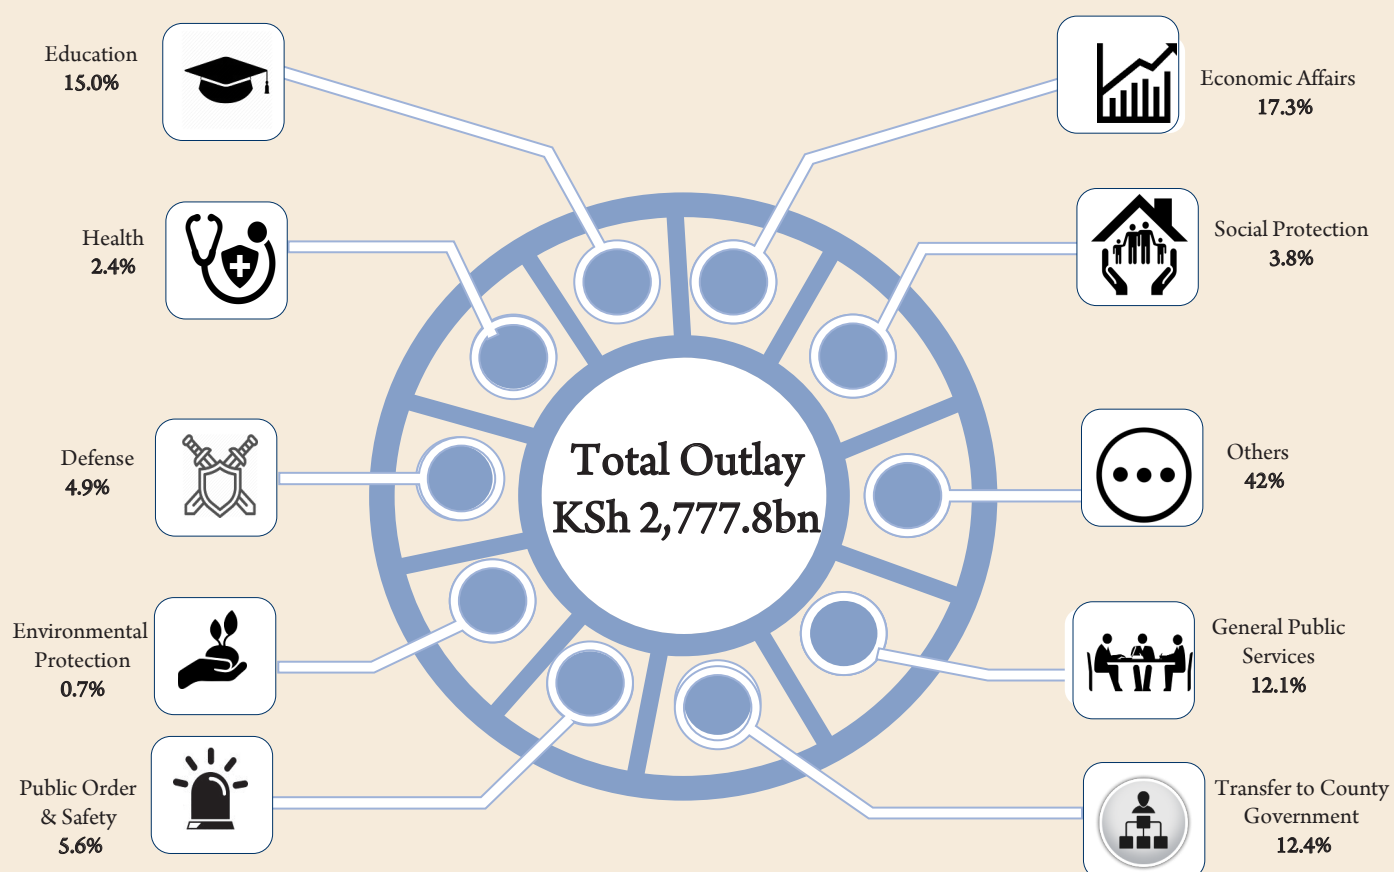 Education
15.0%
Economic Affairs
17.3%
Health
2.4%
Social Protection
3.8%
Defense
4.9%
Total Outlay
KSh 2,777.8bn
Others
42%
Environmental
Protection
0.7%
General Public
Services
12.1%
Public Order
& Safety
5.6%
Transfer to County
Government
12.4%